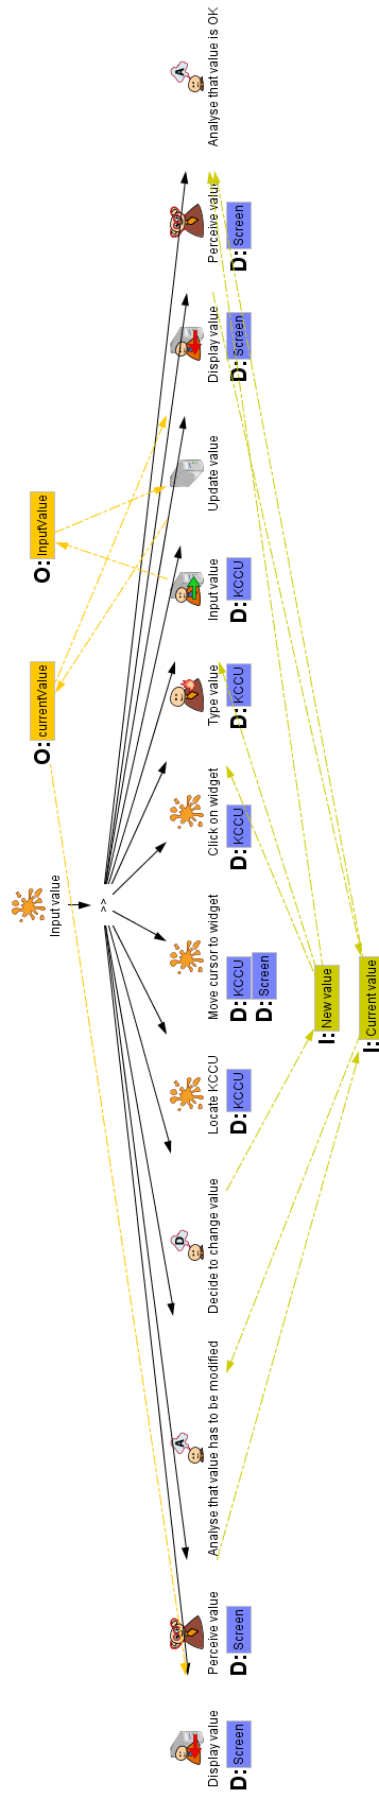 Input value
O: currentValue
O: InputValue
>>
D
A
A
Display value
Perceive value
Analyse that value has to be modified
Decide to change value
Locate KCCU
Move cursor to widget
Click on widget
Type value
Input value
Update value
Display value
Perceive value
Analyse that value is OK
D: Screen
D: Screen
D: KCCU
D: KCCU
D: Screen
D: KCCU
D: KCCU
D: KCCU
D: Screen
D: Screen
I: New value
I: Current value